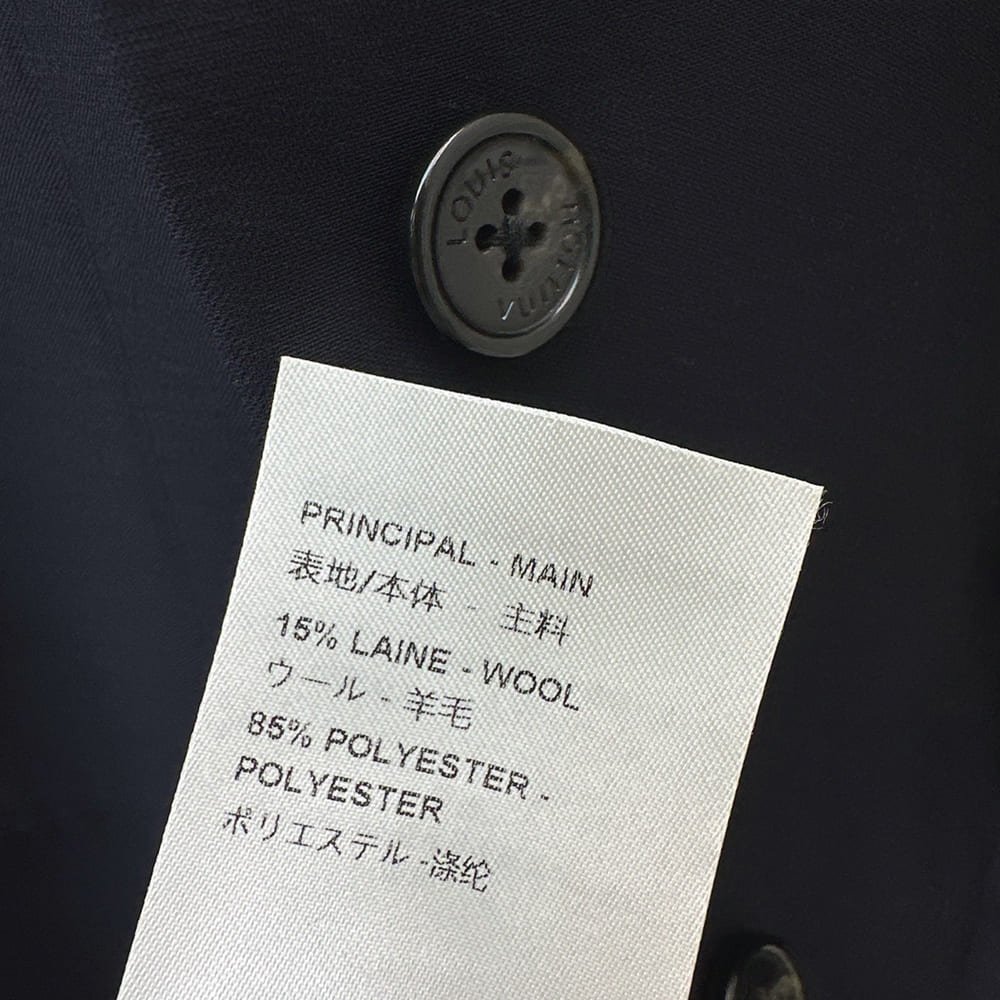 LOUIS VUITTON
PRINCIPAL - MAIN
表地/本体 - 主料
15% LAINE - WOOL
ウール - 羊毛
85% POLYESTER -
POLYESTER
ポリエステル -涤纶